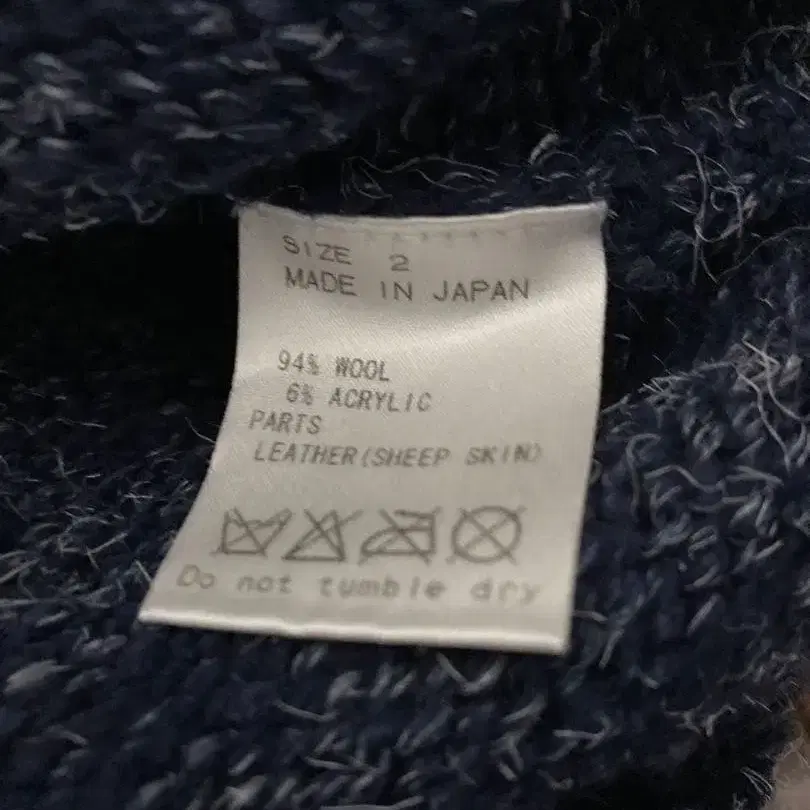 SIZE 2
MADE IN JAPAN
94% WOOL
6% ACRYLIC
PARTS
LEATHER(SHEEP SKIN)
Do not tumble dry